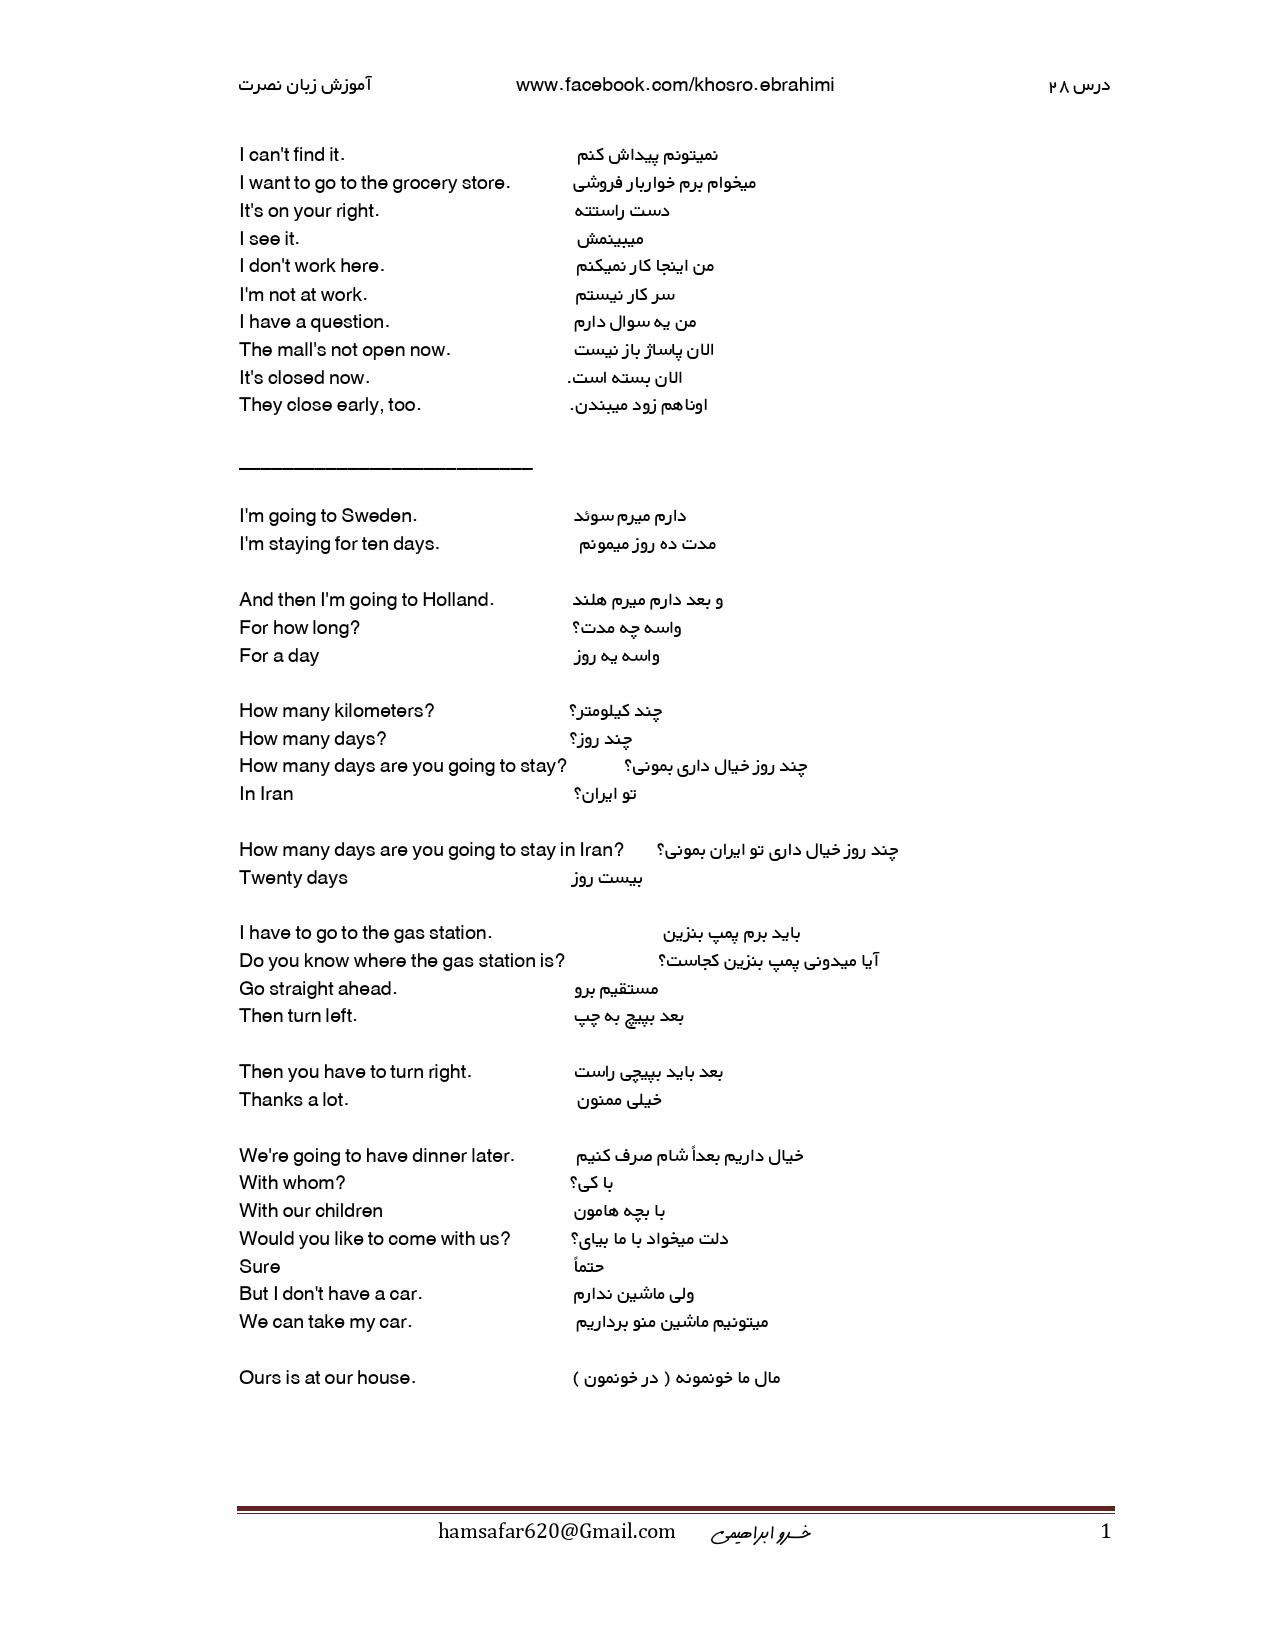 آموزش زبان نصرت www.facebook.com/khosro.ebrahimi درس ۲۸
I can't find it. نمیتونم پیداش کنم
I want to go to the grocery store. میخوام برم خواربار فروشی
It's on your right. دست راستته
I see it. میبینمش
I don't work here. من اینجا کار نمیکنم
I'm not at work. سر کار نیستم
I have a question. من یه سوال دارم
The mall's not open now. الان پاساژ باز نیست
It's closed now. الان بسته است.
They close early, too. اوناهم زود میبندن.
___________________________
I'm going to Sweden. دارم میرم سوئد
I'm staying for ten days. مدت ده روز میمونم
And then I'm going to Holland. و بعد دارم میرم هلند
For how long? واسه چه مدت؟
For a day واسه یه روز
How many kilometers? چند کیلومتر؟
How many days? چند روز؟
How many days are you going to stay? چند روز خیال داری بمونی؟
In Iran تو ایران؟
How many days are you going to stay in Iran? چند روز خیال داری تو ایران بمونی؟
Twenty days بیست روز
I have to go to the gas station. باید برم پمپ بنزین
Do you know where the gas station is? آیا میدونی پمپ بنزین کجاست؟
Go straight ahead. مستقیم برو
Then turn left. بعد بپیچ به چپ
Then you have to turn right. بعد باید بپیچی راست
Thanks a lot. خیلی ممنون
We're going to have dinner later. خیال داریم بعداً شام صرف کنیم
With whom? با کی؟
With our children با بچه هامون
Would you like to come with us? دلت میخواد با ما بیای؟
Sure حتماً
But I don't have a car. ولی ماشین ندارم
We can take my car. میتونیم ماشین منو برداریم
Ours is at our house. مال ما خونمونه ( در خونمون )
hamsafar620@Gmail.com خسرو ابراهیمی 1